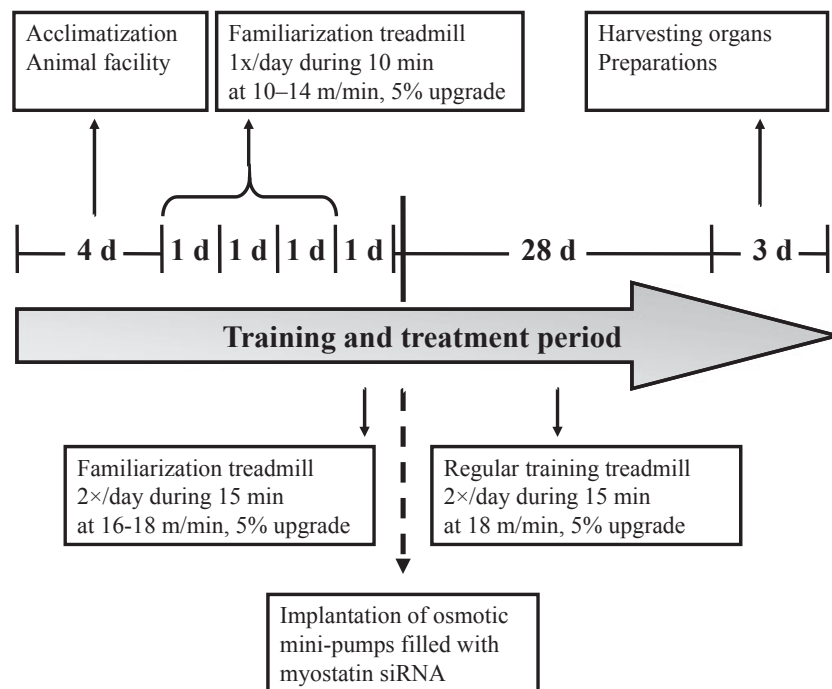 Acclimatization
Animal facility
Familiarization treadmill
1x/day during 10 min
at 10–14 m/min, 5% upgrade
Harvesting organs
Preparations
4 d
1 d
1 d
1 d
1 d
28 d
3 d
Training and treatment period
Familiarization treadmill
2×/day during 15 min
at 16-18 m/min, 5% upgrade
Regular training treadmill
2×/day during 15 min
at 18 m/min, 5% upgrade
Implantation of osmotic
mini-pumps filled with
myostatin siRNA